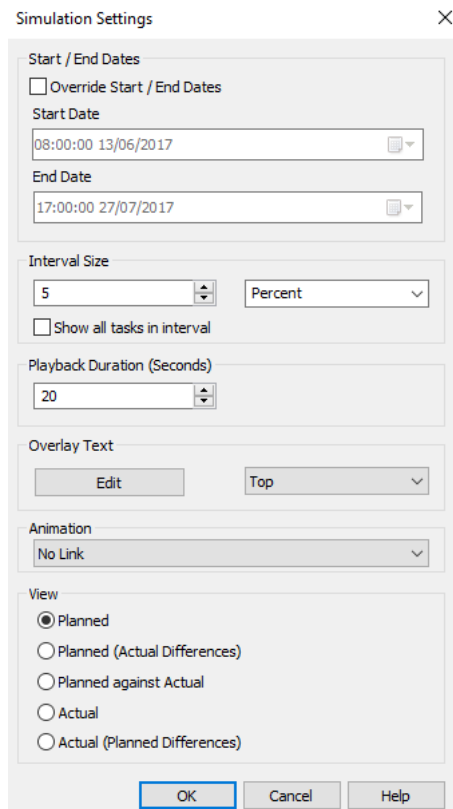 Simulation Settings
Start / End Dates
Override Start / End Dates
Start Date
08:00:00 13/06/2017
End Date
17:00:00 27/07/2017
Interval Size
5 Percent
Show all tasks in interval
Playback Duration (Seconds)
20
Overlay Text
Edit Top
Animation
No Link
View
Planned
Planned (Actual Differences)
Planned against Actual
Actual
Actual (Planned Differences)
OK Cancel Help